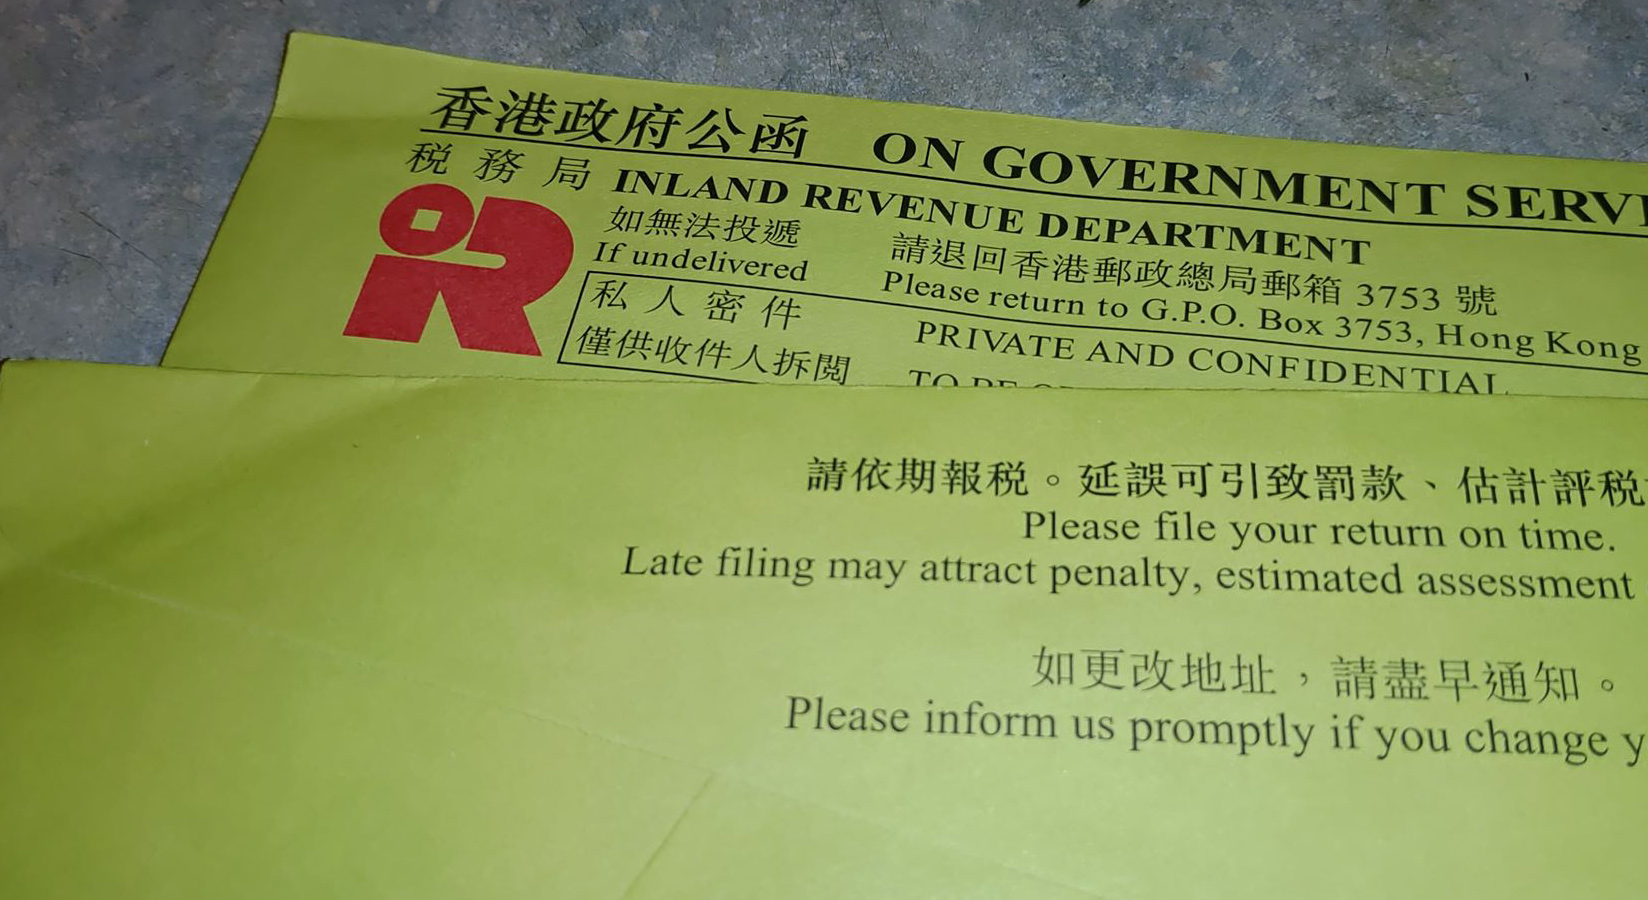 香港政府公函 ON GOVERNMENT
税務局 INLAND REVENUE DEPARTMENT
如無法投遞 請退回香港郵政總局郵箱 3753 號
If undelivered Please return to G.P.O. Box 3753, Hong Kong
私人密件 PRIVATE AND CONFIDENTIAL
僅供收件人拆閱
請依期報税。延誤可引致罰款、估計評税
Please file your return on time.
Late filing may attract penalty, estimated assessment
如更改地址，請盡早通知。
Please inform us promptly if you change